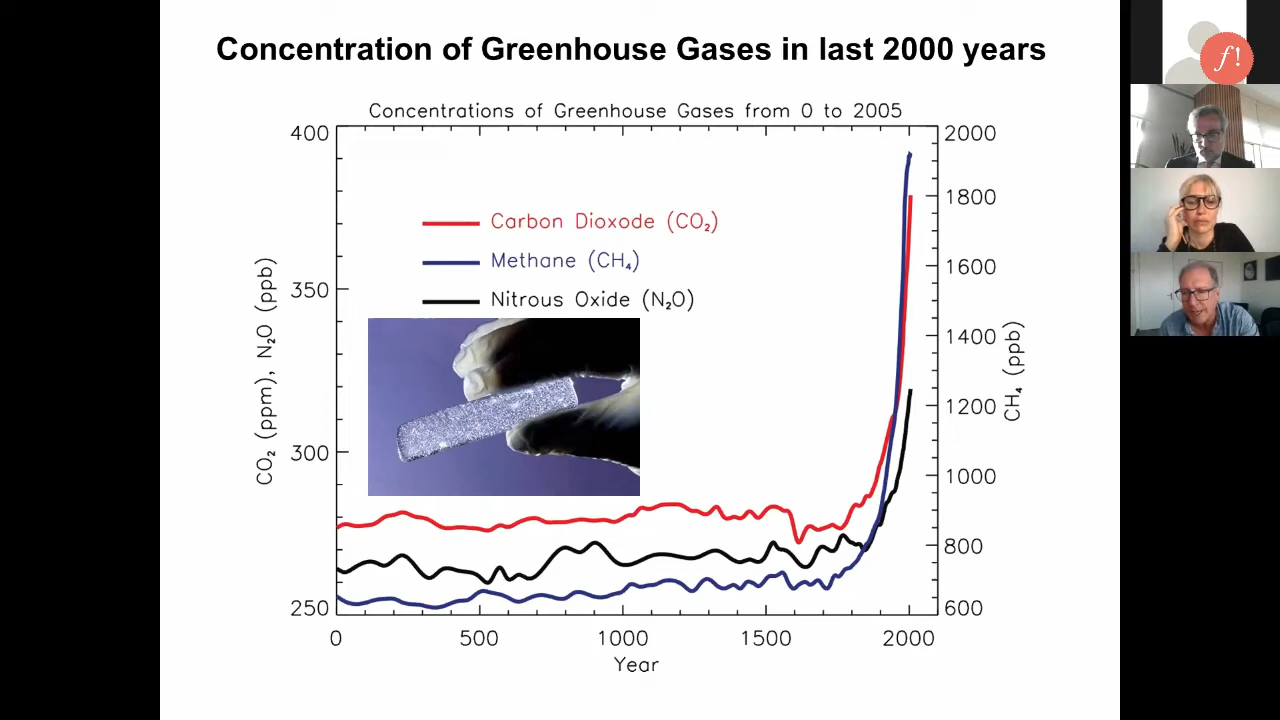 Concentration of Greenhouse Gases in last 2000 years
Concentrations of Greenhouse Gases from 0 to 2005
400
350
300
250
CO₂ (ppm), N₂O (ppb)
Carbon Dioxode (CO₂)
Methane (CH₄)
Nitrous Oxide (N₂O)
2000
1800
1600
1400
1200
1000
800
600
CH₄ (ppb)
0 500 1000 1500 2000
Year
f!